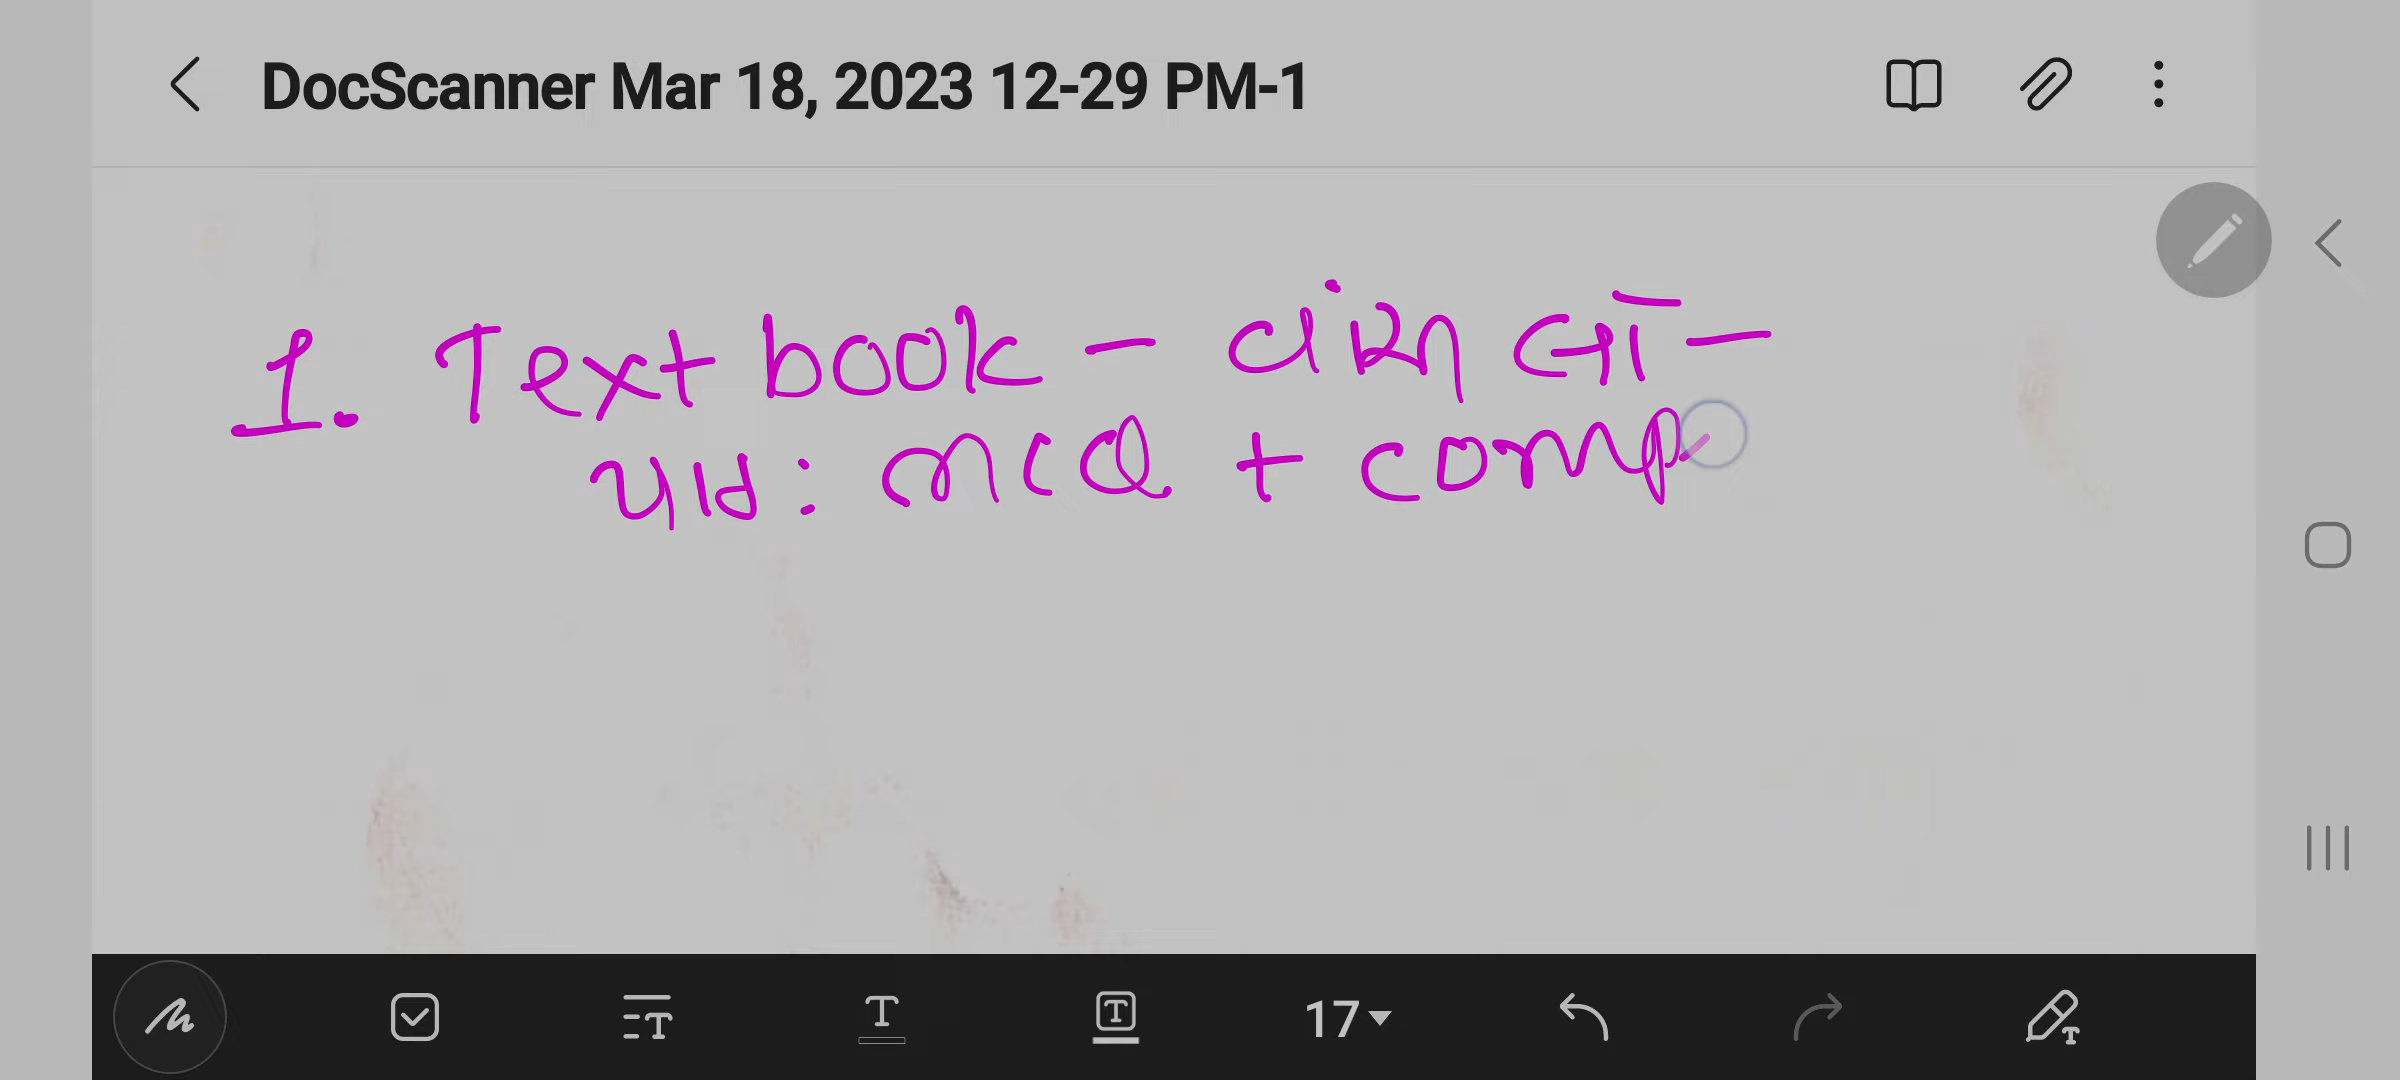 1. Text book -
: MCQ + comp
DocScanner Mar 18, 2023 12-29 PM-1
17